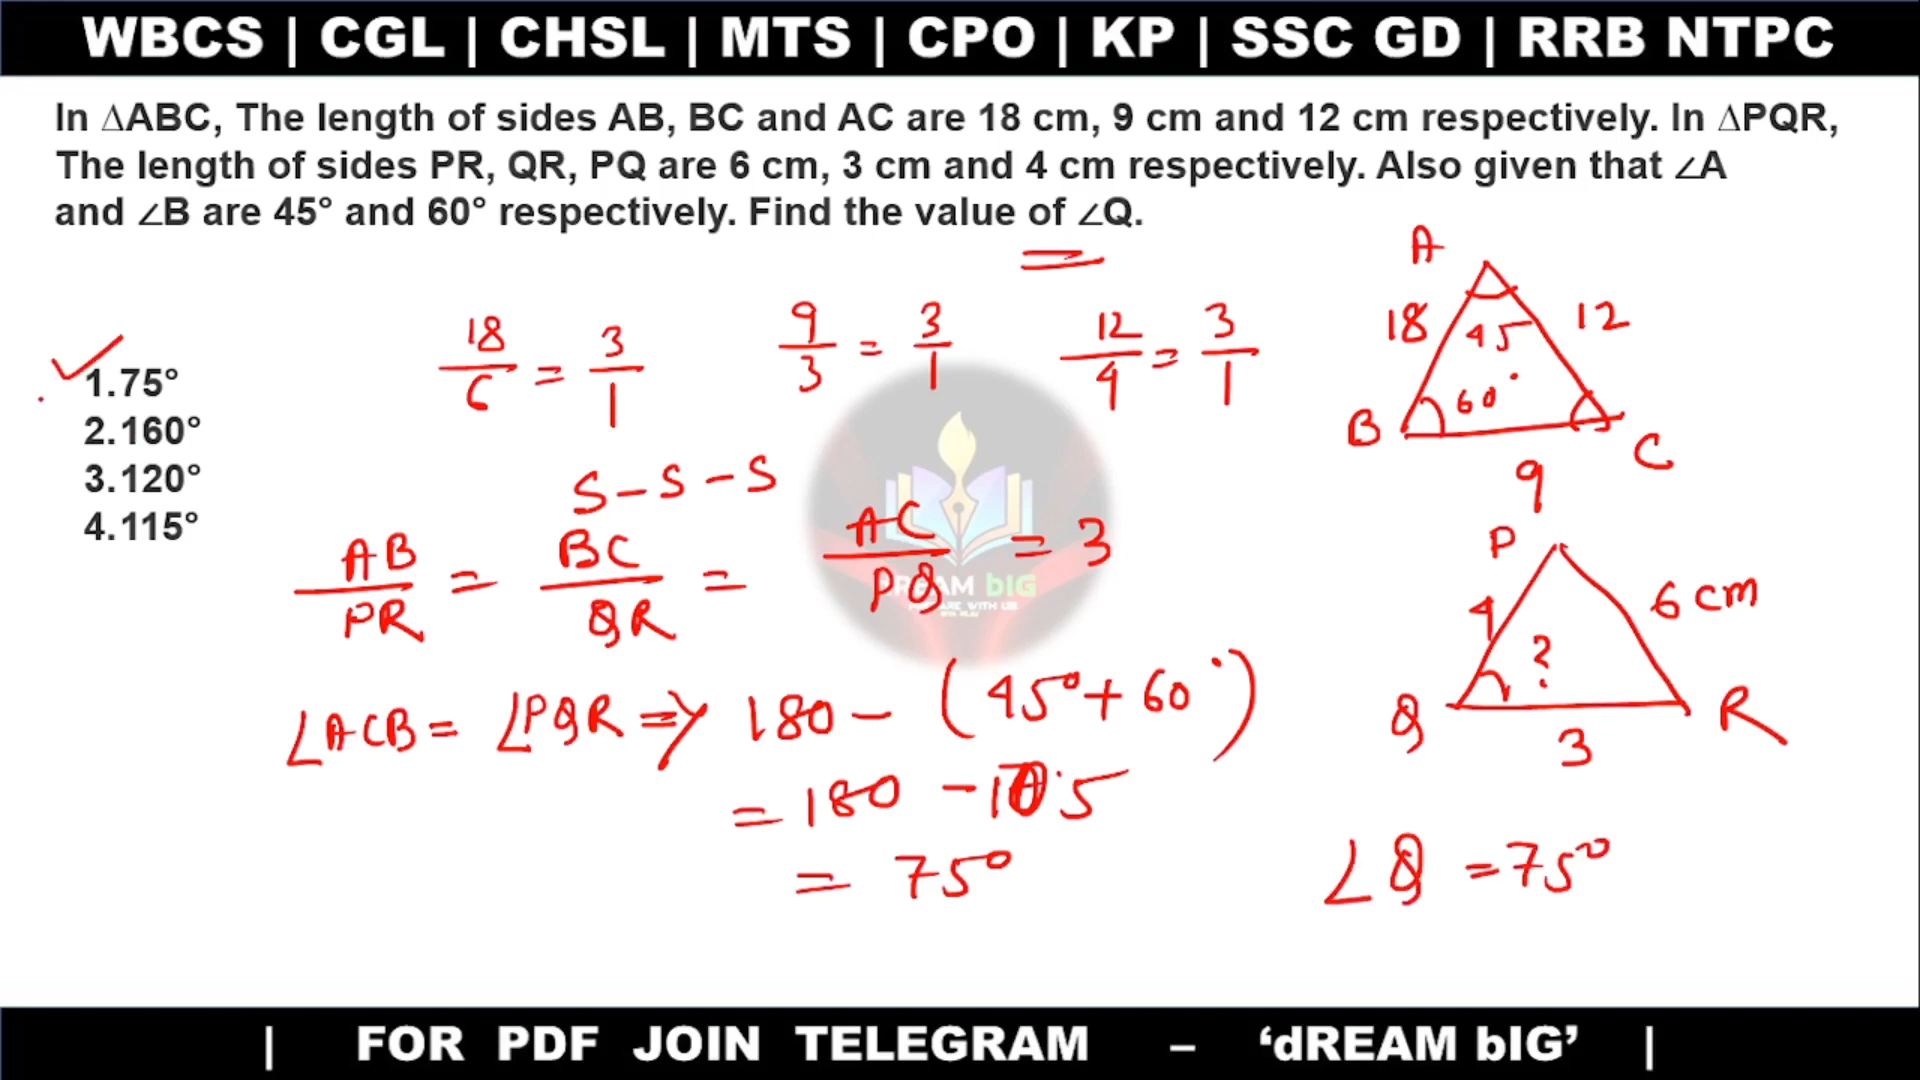 WBCS | CGL | CHSL | MTS | CPO | KP | SSC GD | RRB NTPC
In ∆ABC, The length of sides AB, BC and AC are 18 cm, 9 cm and 12 cm respectively. In ∆PQR,
The length of sides PR, QR, PQ are 6 cm, 3 cm and 4 cm respectively. Also given that ∠A
and ∠B are 45° and 60° respectively. Find the value of ∠Q.
1.75°
2.160°
3.120°
4.115°
18/6 = 3/1 9/3 = 3/1 12/4 = 3/1
S-S-S
AB/PR = BC/QR = AC/PQ = 3
∠ACB = ∠PQR ⇒ 180 - (45° + 60°)
= 180 - 105
= 75°
A
18 45 12
60°
B C
9
P
4 6 cm
?
Q R
3
∠Q = 75°
DREAM bIG
| FOR PDF JOIN TELEGRAM – ‘dREAM bIG’ |